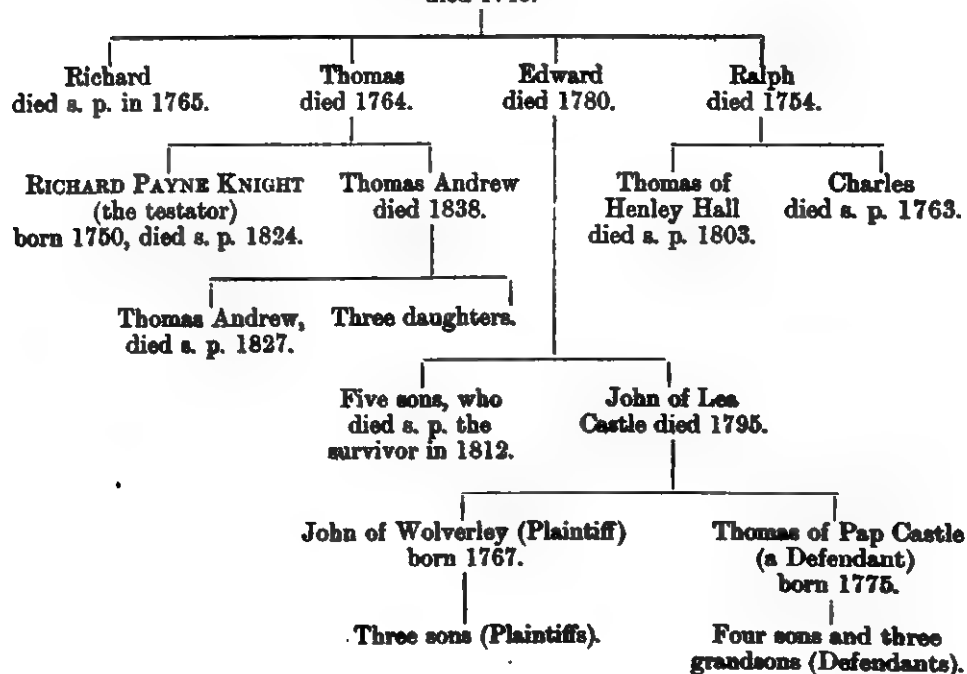 died
Richard
died s. p. in 1765.
Thomas
died 1764.
Edward
died 1780.
Ralph
died 1754.
RICHARD PAYNE KNIGHT
(the testator)
born 1750, died s. p. 1824.
Thomas Andrew
died 1838.
Thomas of
Henley Hall
died s. p. 1803.
Charles
died s. p. 1763.
Thomas Andrew,
died s. p. 1827.
Three daughters.
Five sons, who
died s. p. the
survivor in 1812.
John of Lea
Castle died 1795.
John of Wolverley (Plaintiff)
born 1767.
Thomas of Pap Castle
(a Defendant)
born 1775.
Three sons (Plaintiffs).
Four sons and three
grandsons (Defendants).